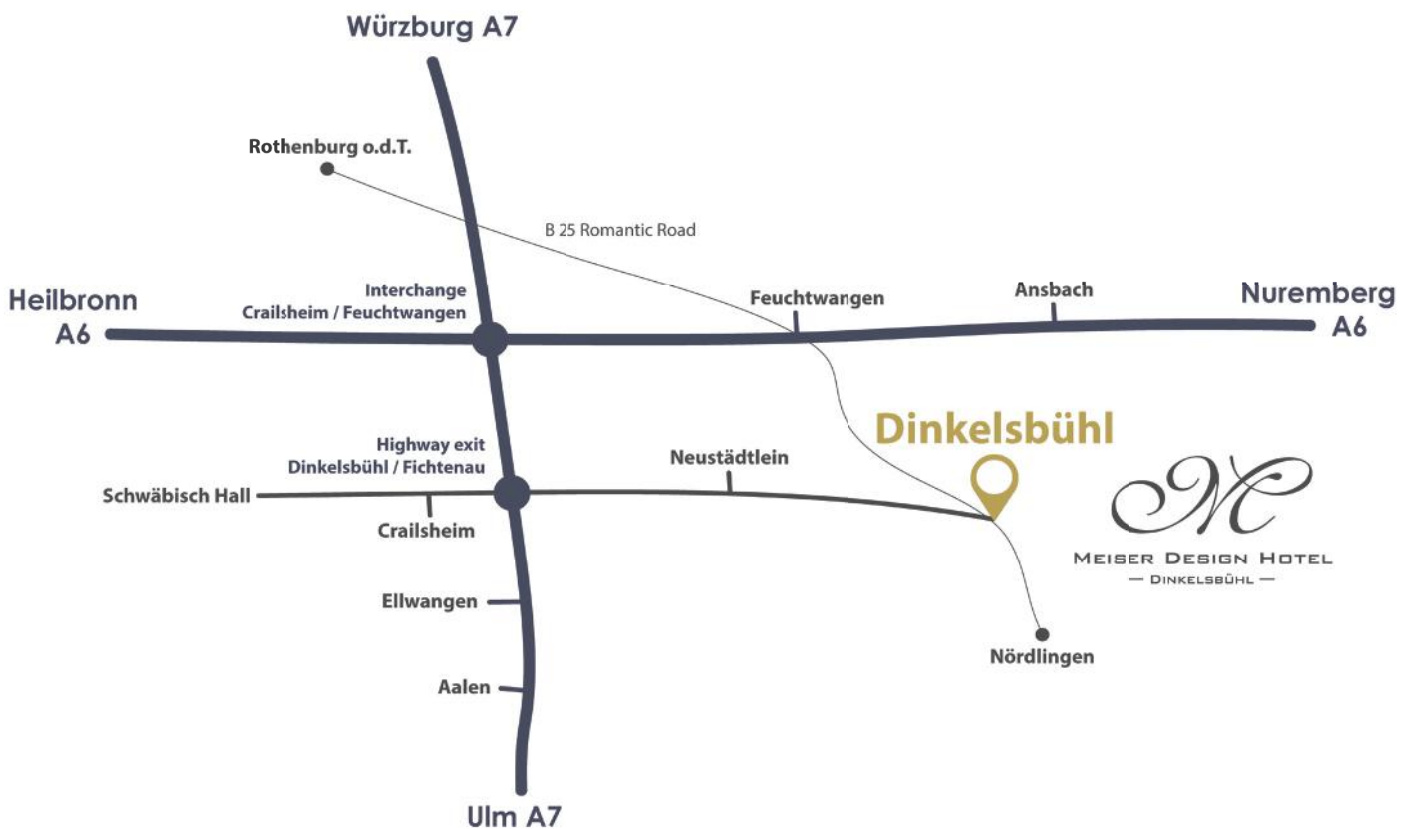 Würzburg A7
Rothenburg o.d.T.
B 25 Romantic Road
Heilbronn
A6
Interchange
Crailsheim / Feuchtwangen
Feuchtwangen
Ansbach
Nuremberg
A6
Dinkelsbühl
Highway exit
Dinkelsbühl / Fichtenau
Neustädtlein
Schwäbisch Hall
Crailsheim
M
MEISER DESIGN HOTEL
— DINKELSBÜHL —
Ellwangen
Nördlingen
Aalen
Ulm A7